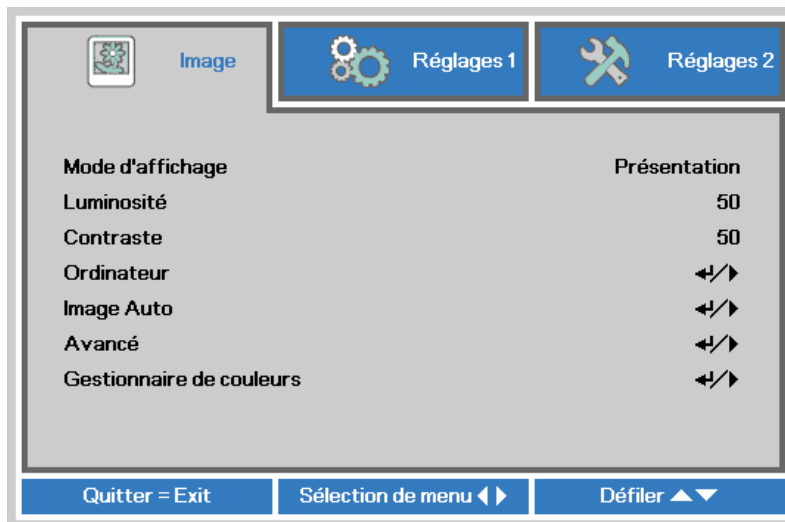 Image
Réglages 1
Réglages 2
Mode d'affichage Présentation
Luminosité 50
Contraste 50
Ordinateur ↵/▶
Image Auto ↵/▶
Avancé ↵/▶
Gestionnaire de couleurs ↵/▶
Quitter = Exit
Sélection de menu ◀▶
Défiler ▲▼